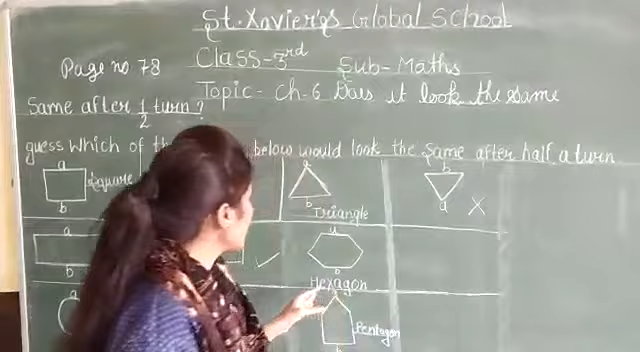 St. Xavier's Global School
Class-3rd Sub-Maths
Page no 78
Topic- Ch-6 Does it look the same
Same after 1/2 turn?
guess which of th below would look the same after half a turn
a a b
Square
b b a X
Triangle
a a
b ✓ b
Hexagon
a
Pentagon
b